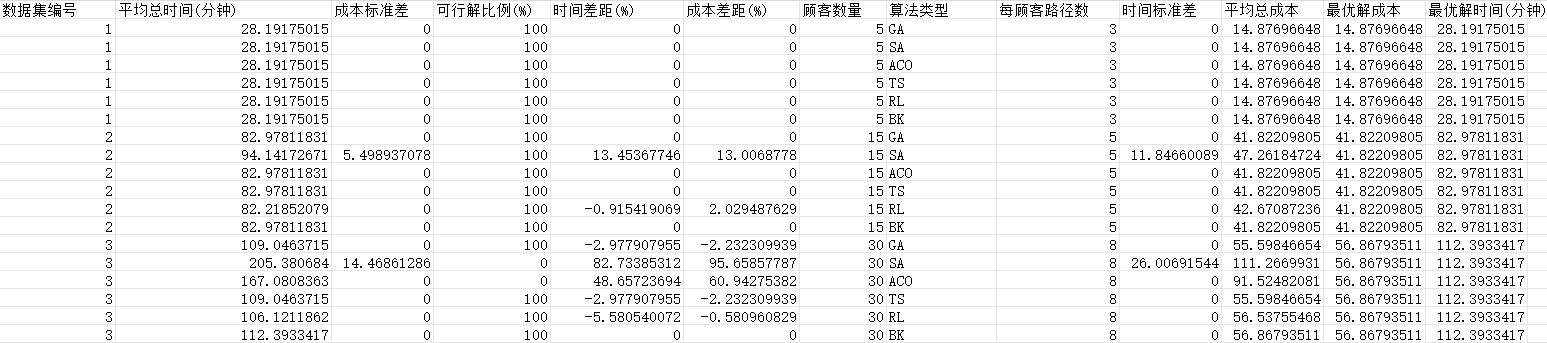 数据集编号 平均总时间(分钟) 成本标准差 可行解比例(%) 时间差距(%) 成本差距(%) 顾客数量 算法类型 每顾客路径数 时间标准差 平均总成本 最优解成本 最优解时间(分钟)
1 28.19175015 0 100 0 0 5 GA 3 0 14.87696648 14.87696648 28.19175015
1 28.19175015 0 100 0 0 5 SA 3 0 14.87696648 14.87696648 28.19175015
1 28.19175015 0 100 0 0 5 ACO 3 0 14.87696648 14.87696648 28.19175015
1 28.19175015 0 100 0 0 5 TS 3 0 14.87696648 14.87696648 28.19175015
1 28.19175015 0 100 0 0 5 RL 3 0 14.87696648 14.87696648 28.19175015
1 28.19175015 0 100 0 0 5 BK 3 0 14.87696648 14.87696648 28.19175015
2 82.97811831 0 100 0 0 15 GA 5 0 41.82209805 41.82209805 82.97811831
2 94.14172671 5.498937078 100 13.45367746 13.0068778 15 SA 5 11.84660089 47.26184724 41.82209805 82.97811831
2 82.97811831 0 100 0 0 15 ACO 5 0 41.82209805 41.82209805 82.97811831
2 82.97811831 0 100 0 0 15 TS 5 0 41.82209805 41.82209805 82.97811831
2 82.21852079 0 100 -0.915419069 2.029487629 15 RL 5 0 42.67087236 41.82209805 82.97811831
2 82.97811831 0 100 0 0 15 BK 5 0 41.82209805 41.82209805 82.97811831
3 109.0463715 0 100 -2.977907955 -2.232309939 30 GA 8 0 55.59846654 56.86793511 112.3933417
3 205.380684 14.46861286 0 82.73385312 95.65857787 30 SA 8 26.00691544 111.2669931 56.86793511 112.3933417
3 167.0808363 0 0 48.65723694 60.94275382 30 ACO 8 0 91.52482081 56.86793511 112.3933417
3 109.0463715 0 100 -2.977907955 -2.232309939 30 TS 8 0 55.59846654 56.86793511 112.3933417
3 106.1211862 0 100 -5.580540072 -0.580960829 30 RL 8 0 56.53755468 56.86793511 112.3933417
3 112.3933417 0 100 0 0 30 BK 8 0 56.86793511 56.86793511 112.3933417